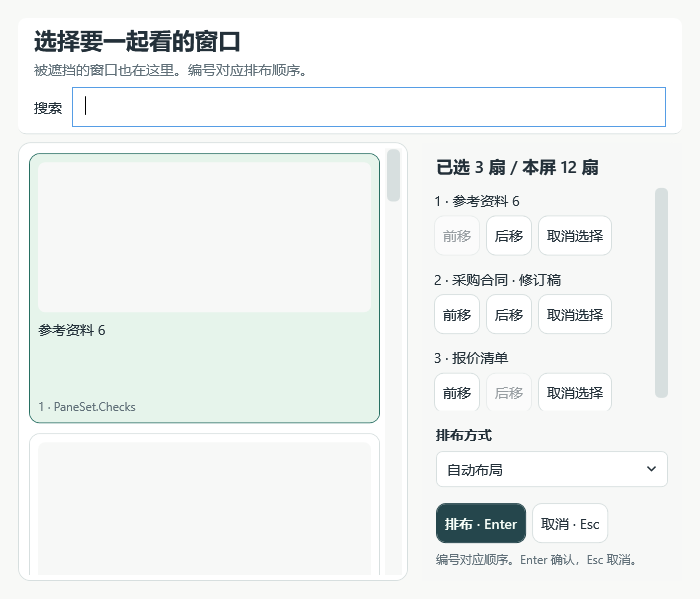 选择要一起看的窗口
被遮挡的窗口也在这里。编号对应排布顺序。
搜索
参考资料 6
1 · PaneSet.Checks
已选 3 扇 / 本屏 12 扇
1 · 参考资料 6
前移 后移 取消选择
2 · 采购合同 · 修订稿
前移 后移 取消选择
3 · 报价清单
前移 后移 取消选择
排布方式
自动布局
排布 · Enter 取消 · Esc
编号对应顺序。Enter 确认，Esc 取消。